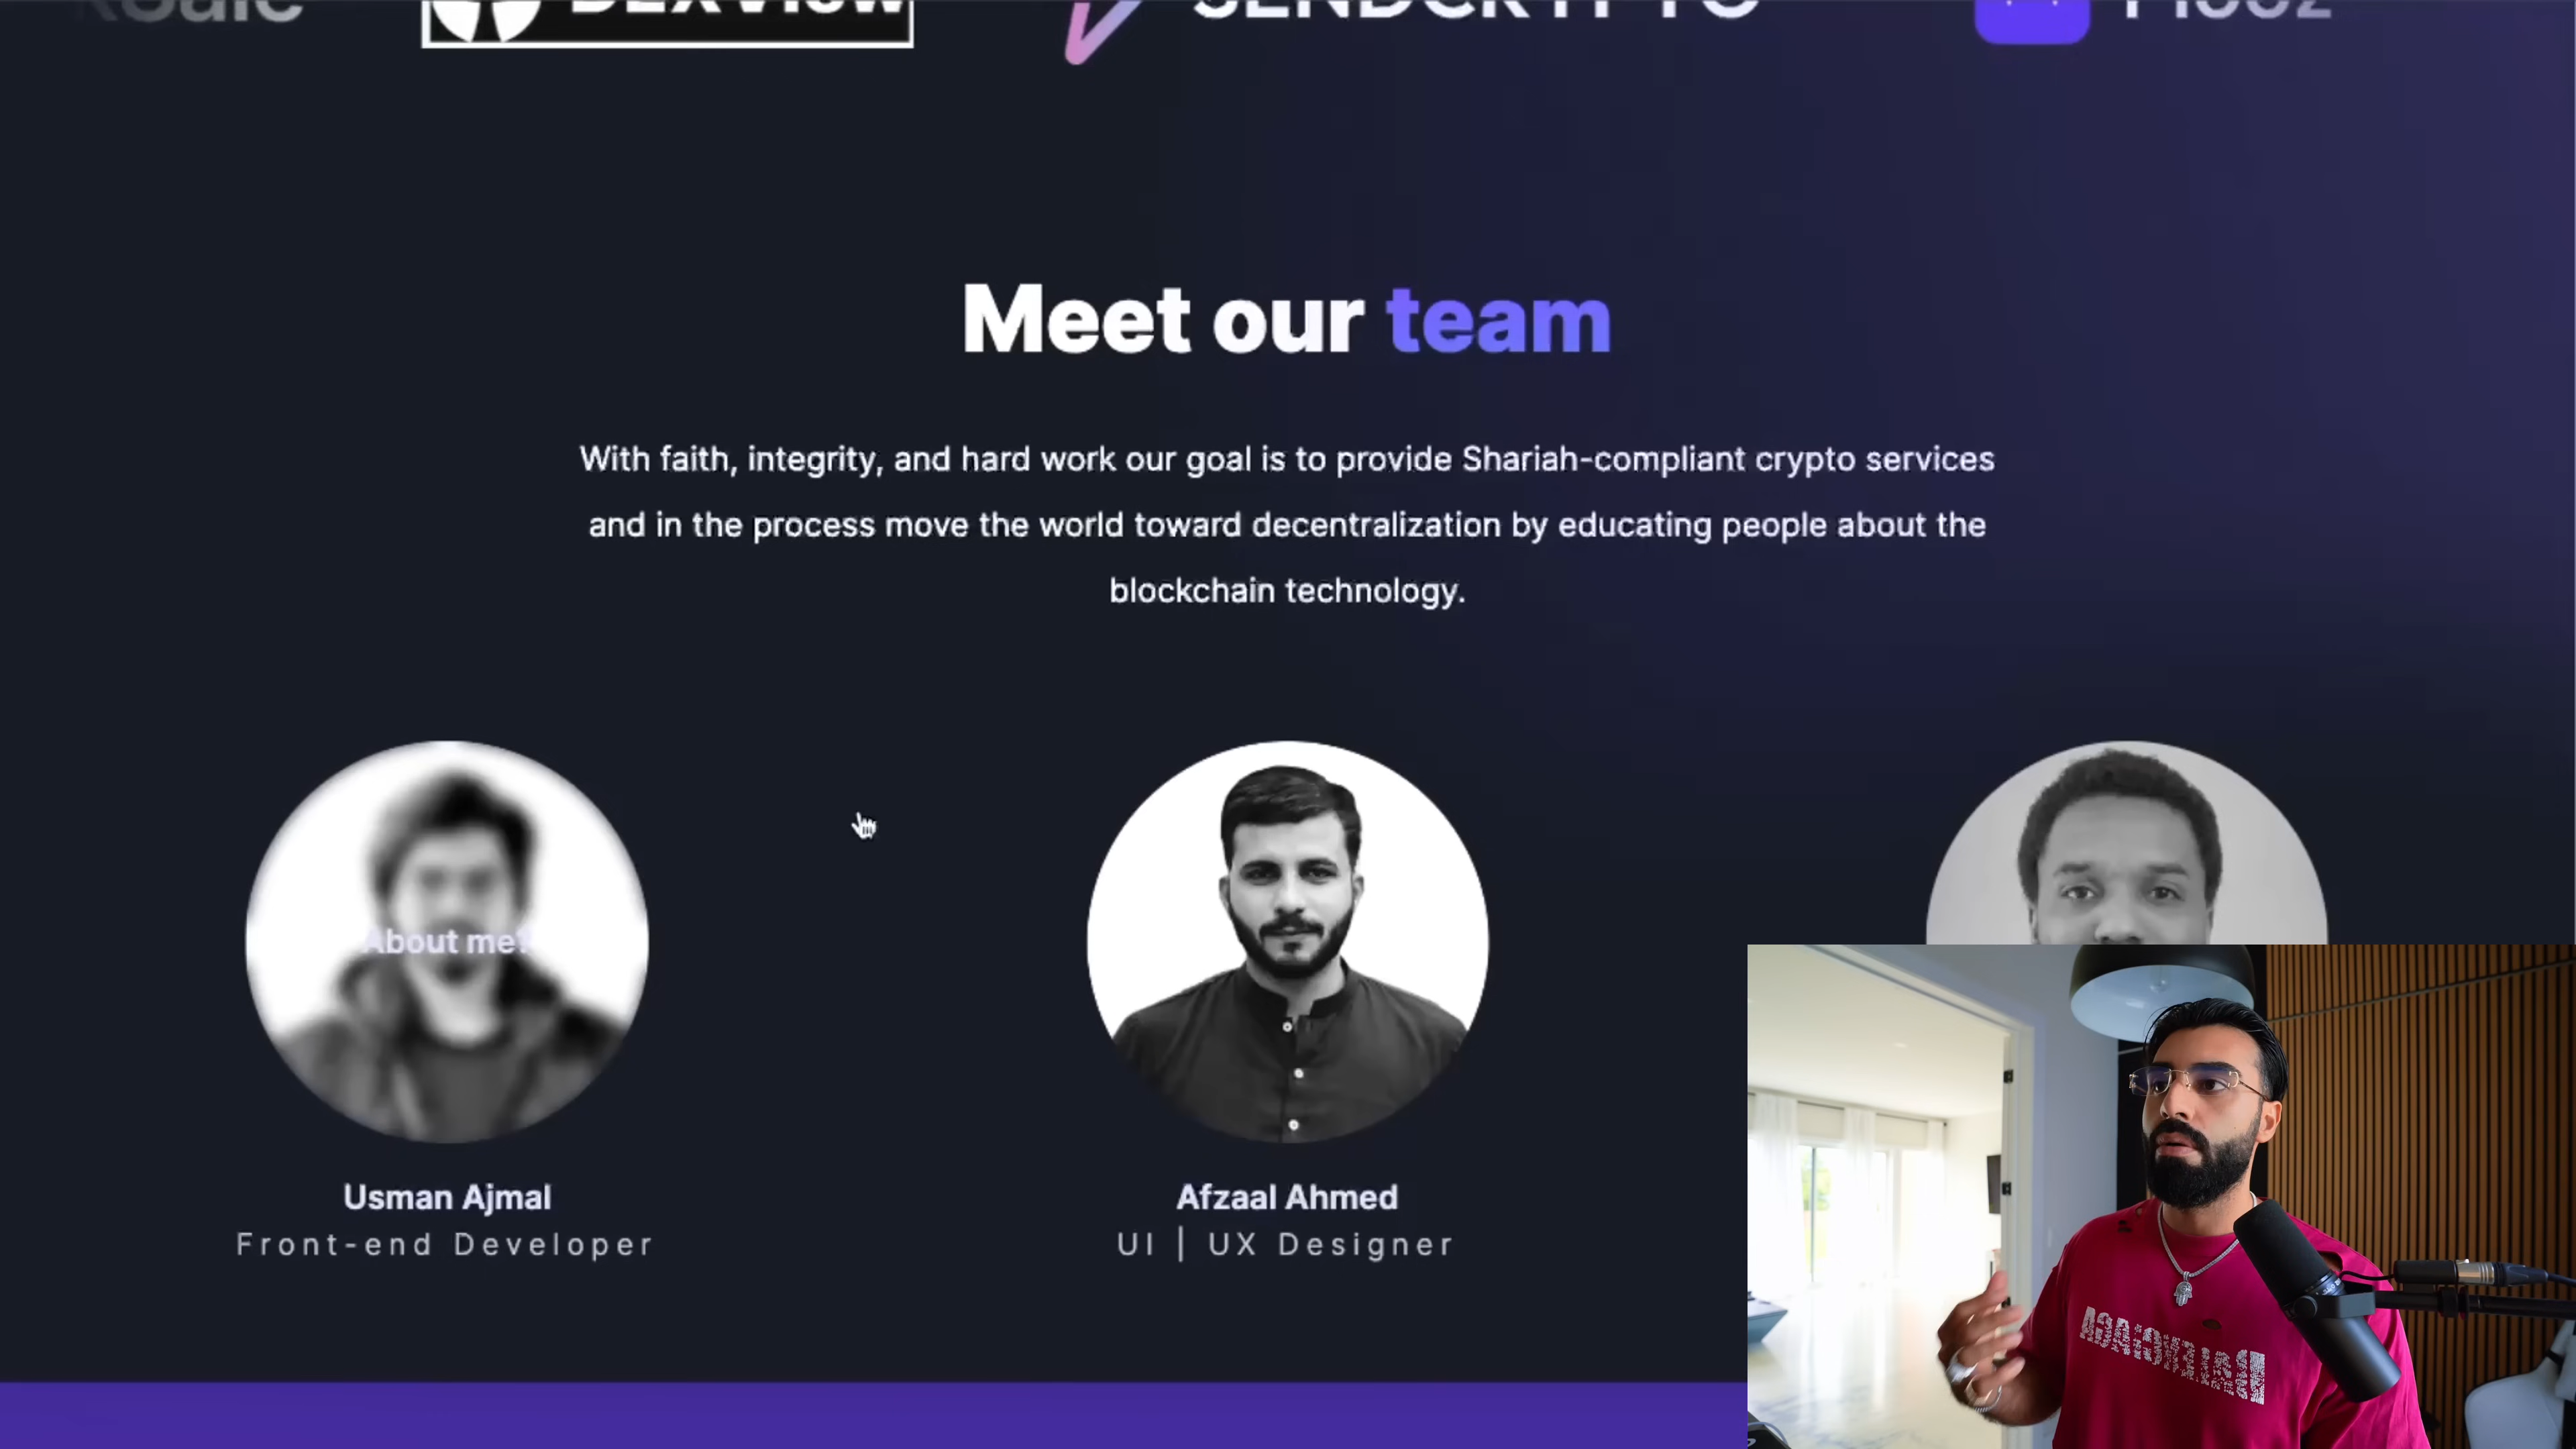 Meet our team
With faith, integrity, and hard work our goal is to provide Shariah-compliant crypto services
and in the process move the world toward decentralization by educating people about the
blockchain technology.
About me?
Usman Ajmal
Front-end Developer
Afzaal Ahmed
UI | UX Designer
BALENCIAGA